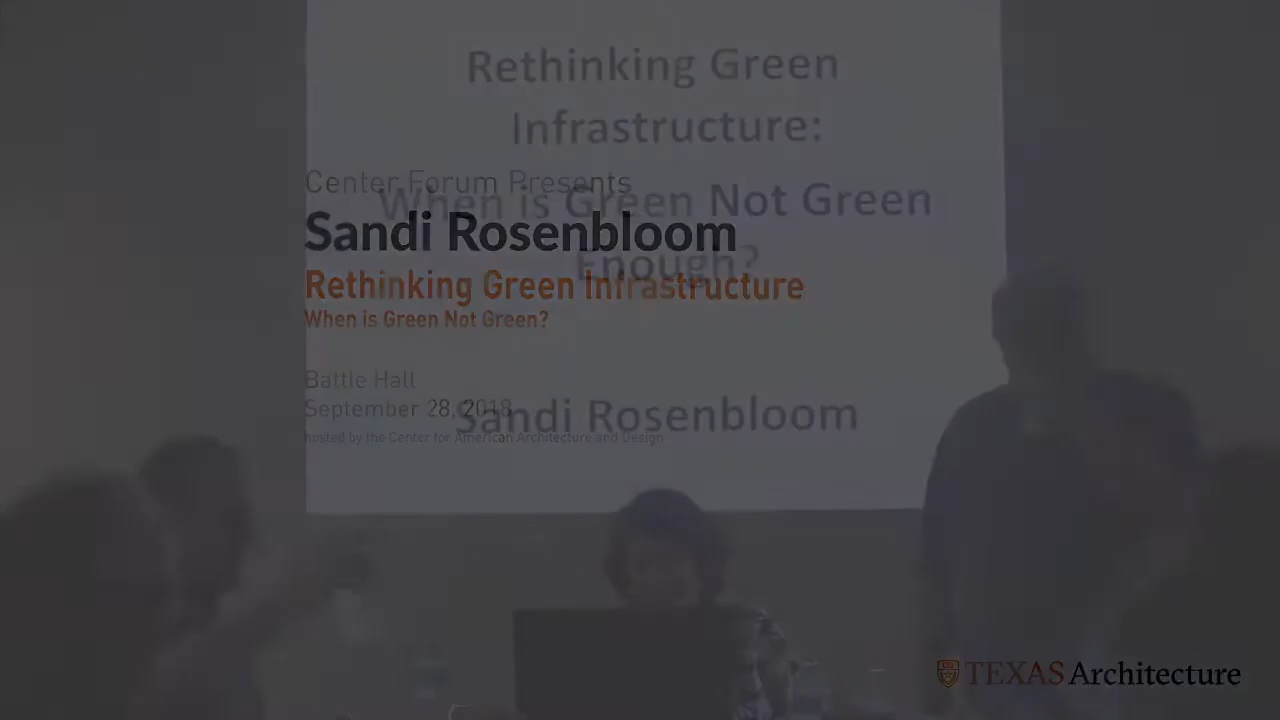 Rethinking Green
Infrastructure:
When is Green Not Green
Enough?
Sandi Rosenbloom
Center Forum Presents
Sandi Rosenbloom
Rethinking Green Infrastructure
When is Green Not Green?
Battle Hall
September 28, 2018
hosted by the Center for American Architecture and Design
TEXAS Architecture